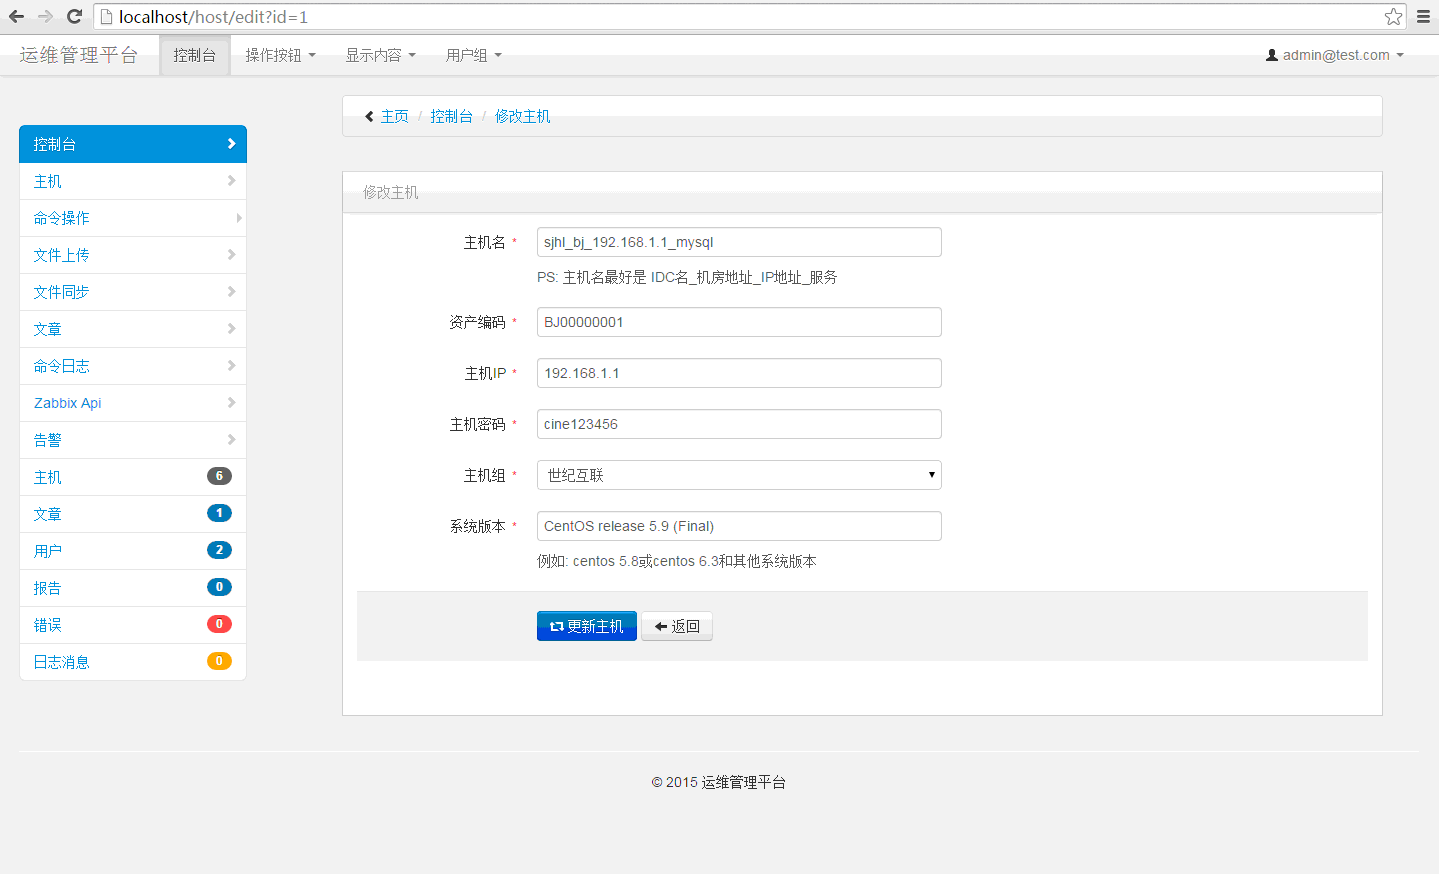 localhost/host/edit?id=1
运维管理平台 控制台 操作按钮 显示内容 用户组 admin@test.com
主页 / 控制台 / 修改主机
控制台
主机
命令操作
文件上传
文件同步
文章
命令日志
Zabbix Api
告警
主机 6
文章 1
用户 2
报告 0
错误 0
日志消息 0
修改主机
主机名 * sjhl_bj_192.168.1.1_mysql
PS: 主机名最好是 IDC名_机房地址_IP地址_服务
资产编码 * BJ00000001
主机IP * 192.168.1.1
主机密码 * cine123456
主机组 * 世纪互联
系统版本 * CentOS release 5.9 (Final)
例如: centos 5.8或centos 6.3和其他系统版本
更新主机 返回
© 2015 运维管理平台